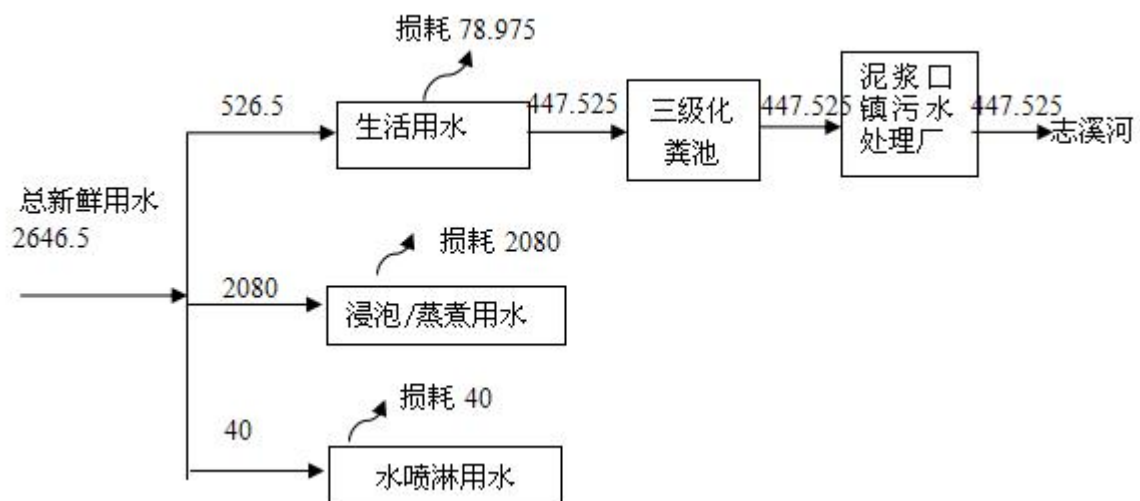 损耗 78.975
526.5
生活用水
447.525
三级化
粪池
447.525
泥浆口
镇污水
处理厂
447.525
志溪河
总新鲜用水
2646.5
损耗 2080
2080
浸泡/蒸煮用水
损耗 40
40
水喷淋用水